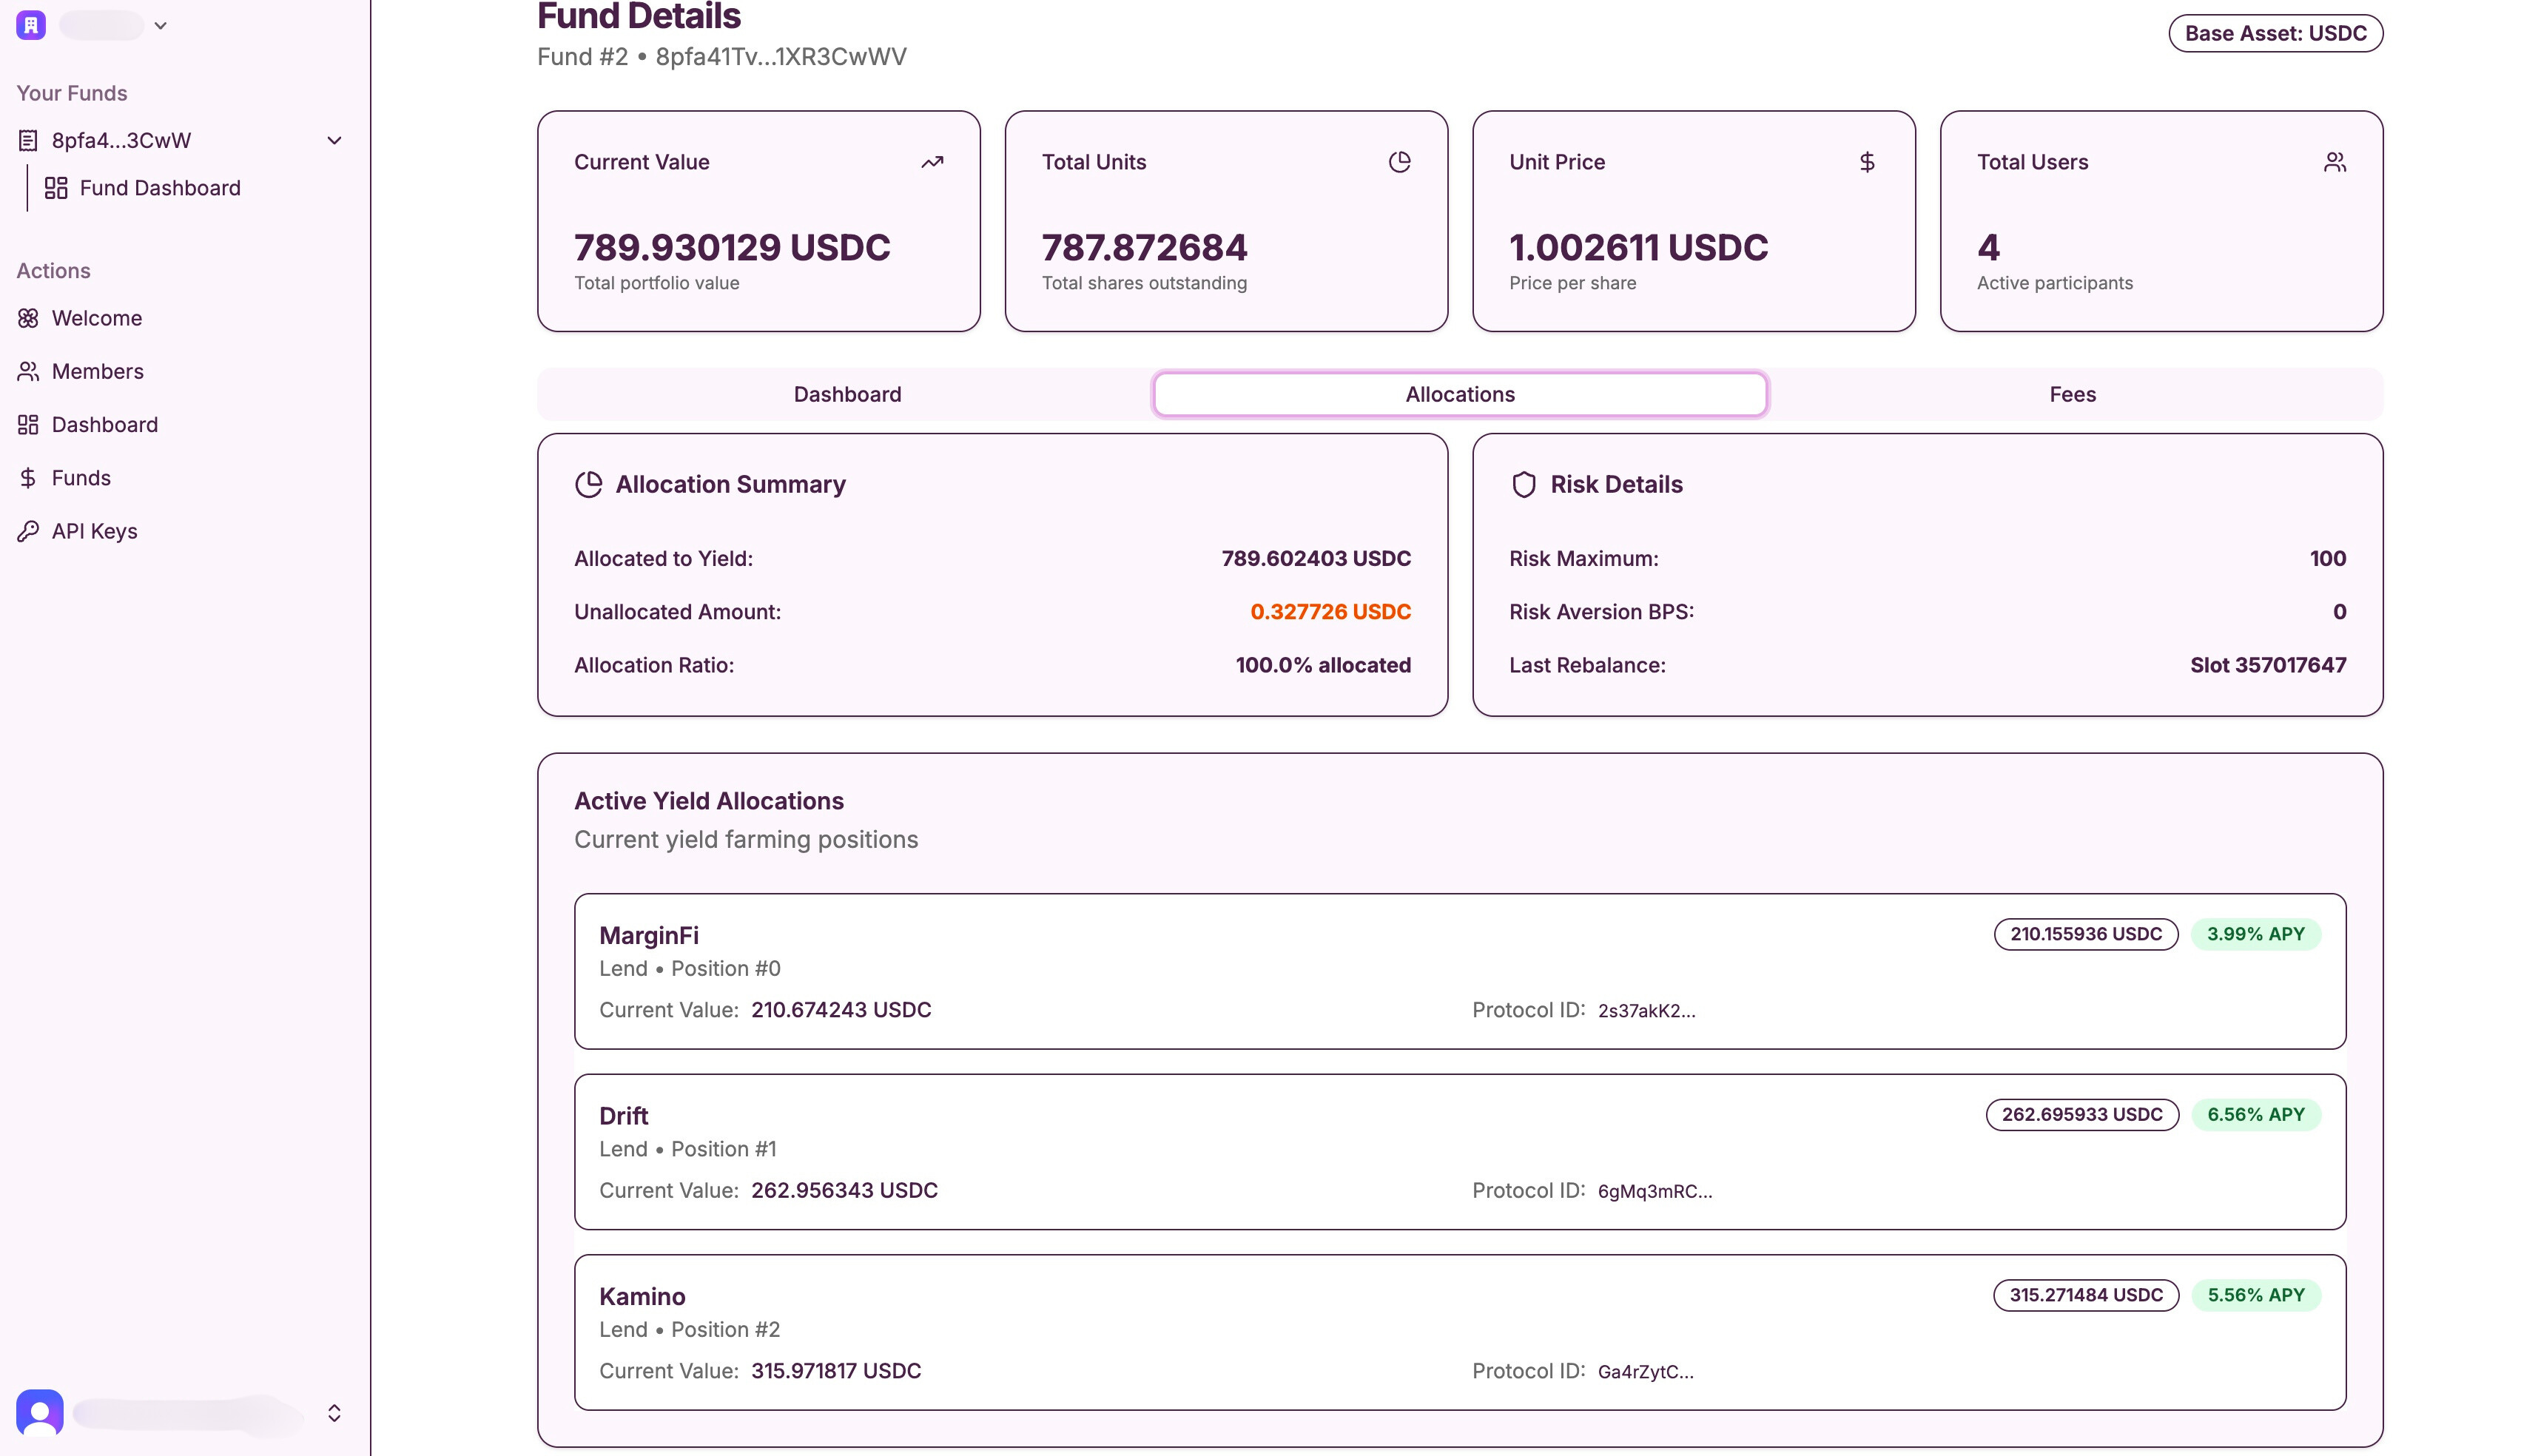 Your Funds
8pfa4...3CwW
Fund Dashboard
Actions
Welcome
Members
Dashboard
Funds
API Keys
Fund Details
Fund #2 • 8pfa41Tv...1XR3CwWV
Base Asset: USDC
Current Value
789.930129 USDC
Total portfolio value
Total Units
787.872684
Total shares outstanding
Unit Price
1.002611 USDC
Price per share
Total Users
4
Active participants
Dashboard
Allocations
Fees
Allocation Summary
Allocated to Yield: 789.602403 USDC
Unallocated Amount: 0.327726 USDC
Allocation Ratio: 100.0% allocated
Risk Details
Risk Maximum: 100
Risk Aversion BPS: 0
Last Rebalance: Slot 357017647
Active Yield Allocations
Current yield farming positions
MarginFi
210.155936 USDC 3.99% APY
Lend • Position #0
Current Value: 210.674243 USDC Protocol ID: 2s37akK2...
Drift
262.695933 USDC 6.56% APY
Lend • Position #1
Current Value: 262.956343 USDC Protocol ID: 6gMq3mRC...
Kamino
315.271484 USDC 5.56% APY
Lend • Position #2
Current Value: 315.971817 USDC Protocol ID: Ga4rZytC...